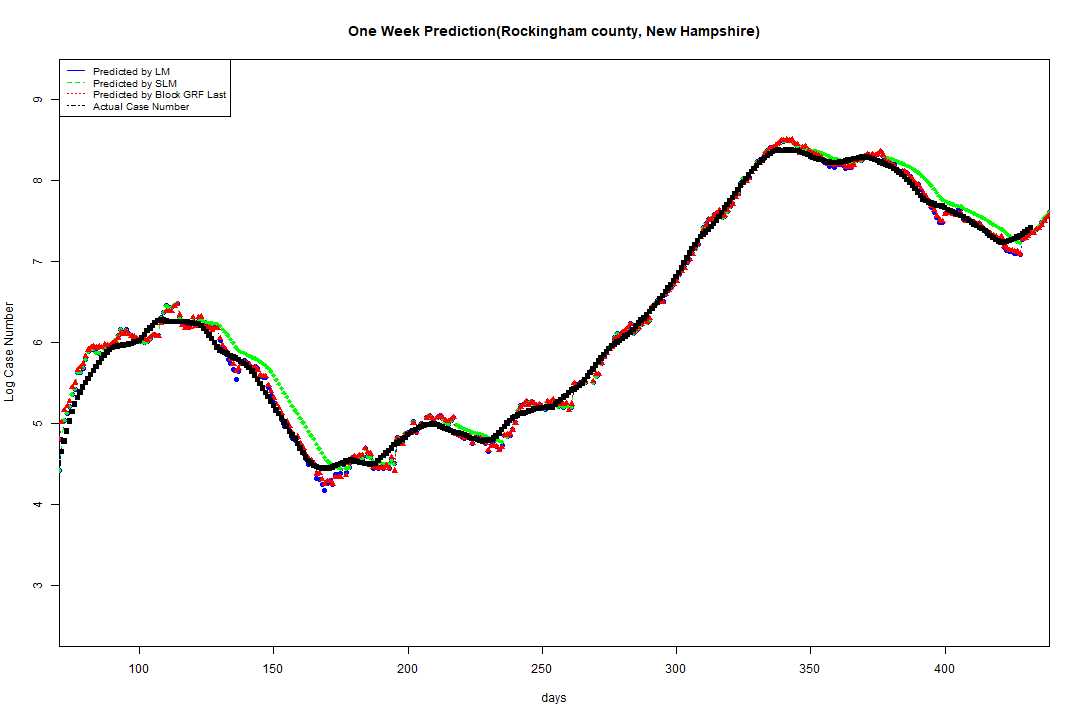 One Week Prediction(Rockingham county, New Hampshire)
Predicted by LM
Predicted by SLM
Predicted by Block GRF Last
Actual Case Number
Log Case Number
9
8
7
6
5
4
3
100 150 200 250 300 350 400
days